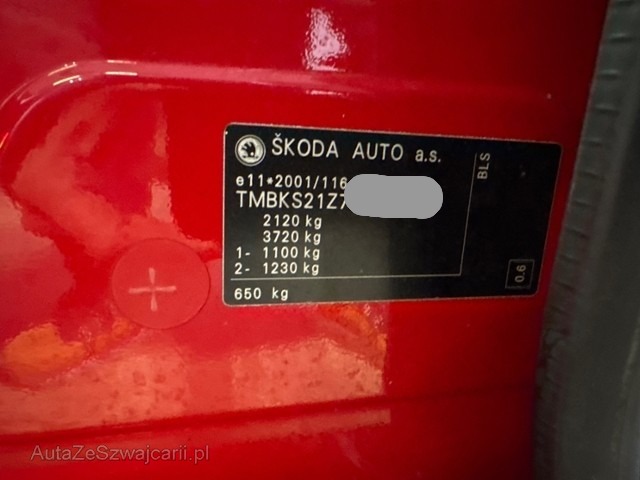 ŠKODA AUTO a.s.
BLS
e11*2001/116
TMBKS21Z7
2120 kg
3720 kg
1- 1100 kg
2- 1230 kg
650 kg
0.6
AutaZeSzwajcarii.pl